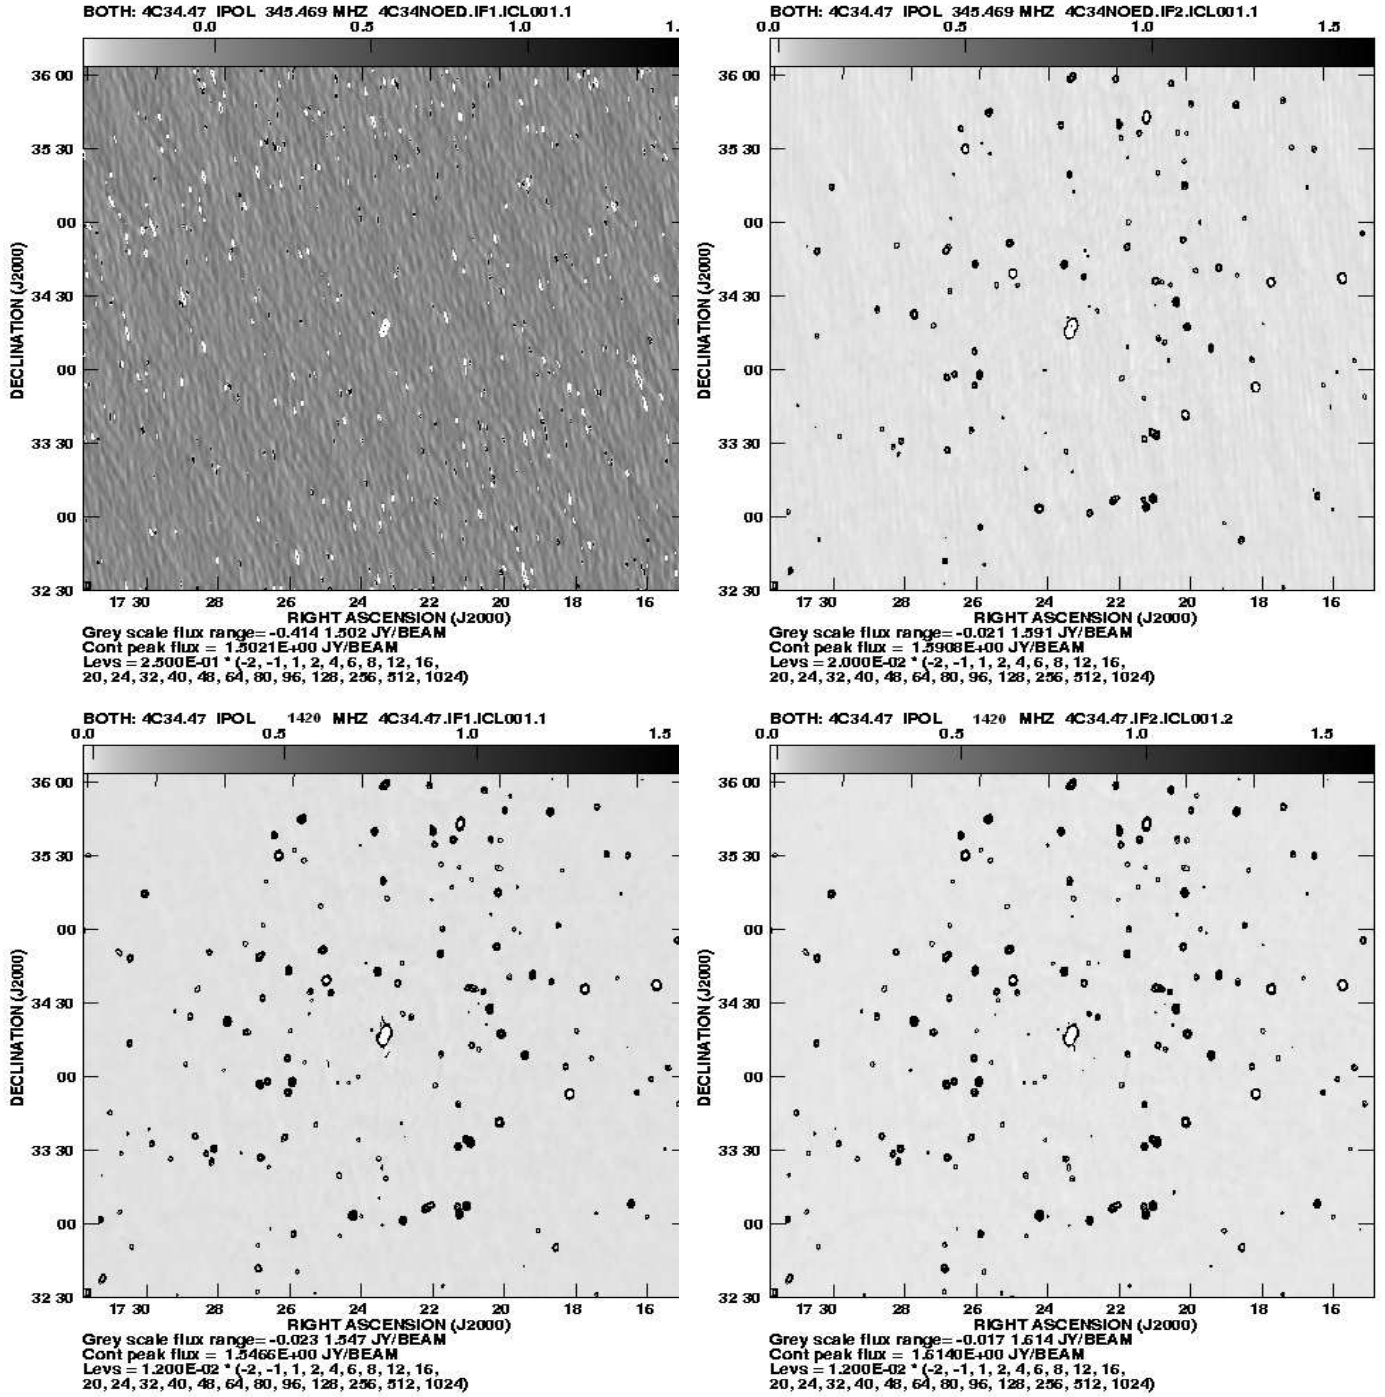 BOTH: 4C34.47 IPOL 345.469 MHZ 4C34NOED.IF1.ICL001.1
0.0 0.5 1.0 1.
36 00
35 30
00
34 30
00
33 30
00
32 30
DECLINATION (J2000)
17 30 28 26 24 22 20 18 16
RIGHT ASCENSION (J2000)
Grey scale flux range= -0.414 1.502 JY/BEAM
Cont peak flux = 1.5021E+00 JY/BEAM
Levs = 2.500E-01 * (-2, -1, 1, 2, 4, 6, 8, 12, 16,
20, 24, 32, 40, 48, 64, 80, 96, 128, 256, 512, 1024)
BOTH: 4C34.47 IPOL 345.469 MHZ 4C34NOED.IF2.ICL001.1
0.0 0.5 1.0 1.5
36 00
35 30
00
34 30
00
33 30
00
32 30
DECLINATION (J2000)
17 30 28 26 24 22 20 18 16
RIGHT ASCENSION (J2000)
Grey scale flux range= -0.021 1.591 JY/BEAM
Cont peak flux = 1.5908E+00 JY/BEAM
Levs = 2.000E-02 * (-2, -1, 1, 2, 4, 6, 8, 12, 16,
20, 24, 32, 40, 48, 64, 80, 96, 128, 256, 512, 1024)
BOTH: 4C34.47 IPOL 1420 MHZ 4C34.47.IF1.ICL001.1
0.0 0.5 1.0 1.5
36 00
35 30
00
34 30
00
33 30
00
32 30
DECLINATION (J2000)
17 30 28 26 24 22 20 18 16
RIGHT ASCENSION (J2000)
Grey scale flux range= -0.023 1.547 JY/BEAM
Cont peak flux = 1.5466E+00 JY/BEAM
Levs = 1.200E-02 * (-2, -1, 1, 2, 4, 6, 8, 12, 16,
20, 24, 32, 40, 48, 64, 80, 96, 128, 256, 512, 1024)
BOTH: 4C34.47 IPOL 1420 MHZ 4C34.47.IF2.ICL001.2
0.0 0.5 1.0 1.5
36 00
35 30
00
34 30
00
33 30
00
32 30
DECLINATION (J2000)
17 30 28 26 24 22 20 18 16
RIGHT ASCENSION (J2000)
Grey scale flux range= -0.017 1.614 JY/BEAM
Cont peak flux = 1.6140E+00 JY/BEAM
Levs = 1.200E-02 * (-2, -1, 1, 2, 4, 6, 8, 12, 16,
20, 24, 32, 40, 48, 64, 80, 96, 128, 256, 512, 1024)